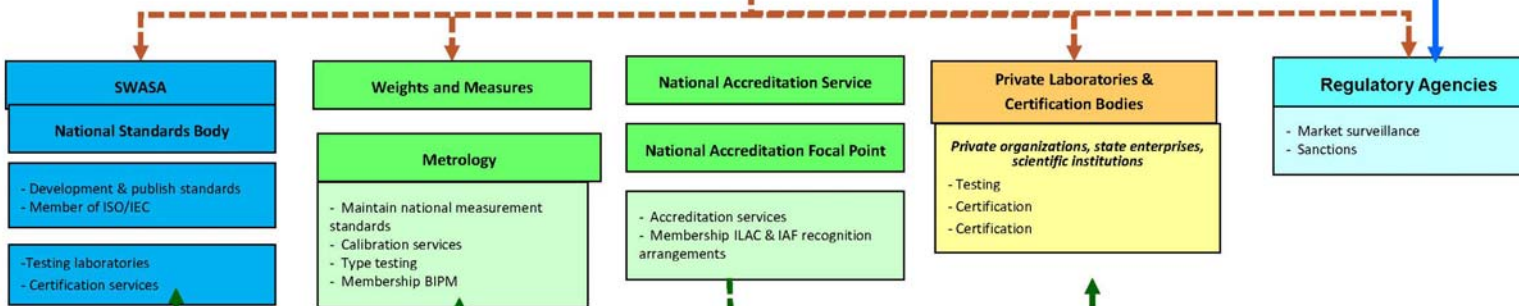 SWASA
National Standards Body
- Development & publish standards
- Member of ISO/IEC
-Testing laboratories
- Certification services
Weights and Measures
Metrology
- Maintain national measurement
standards
- Calibration services
- Type testing
- Membership BIPM
National Accreditation Service
National Accreditation Focal Point
- Accreditation services
- Membership ILAC & IAF recognition
arrangements
Private Laboratories &
Certification Bodies
Private organizations, state enterprises,
scientific institutions
- Testing
- Certification
- Certification
Regulatory Agencies
- Market surveillance
- Sanctions